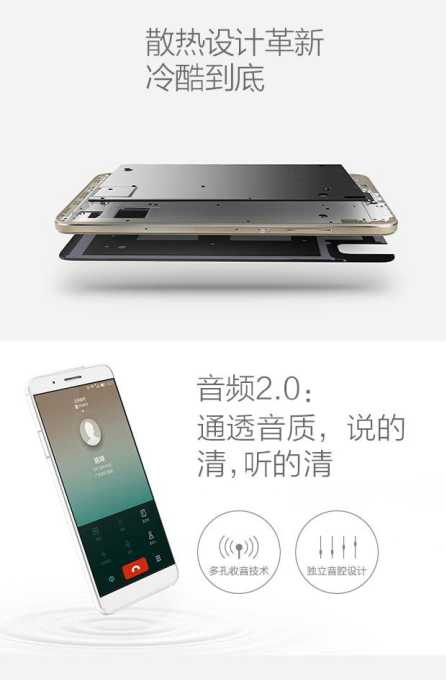 散热设计革新
冷酷到底
音频2.0：
通透音质，说的
清，听的清
多孔收音技术
独立音腔设计